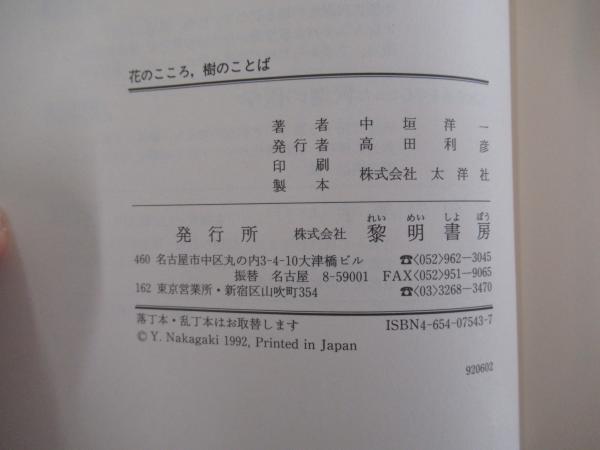 花のこころ，樹のことば
著者 中垣洋一
発行者 高田利彦
印刷
製本 株式会社 太洋社
れい めい しよ ぼう
発行所 株式会社 黎明書房
460 名古屋市中区丸の内3-4-10大津橋ビル ☎〈052〉962―3045
振替 名古屋 8-59001 FAX〈052〉951―9065
162 東京営業所・新宿区山吹町354 ☎〈03〉3268―3470
落丁本・乱丁本はお取替します ISBN4-654-07543-7
© Y. Nakagaki 1992, Printed in Japan
920602